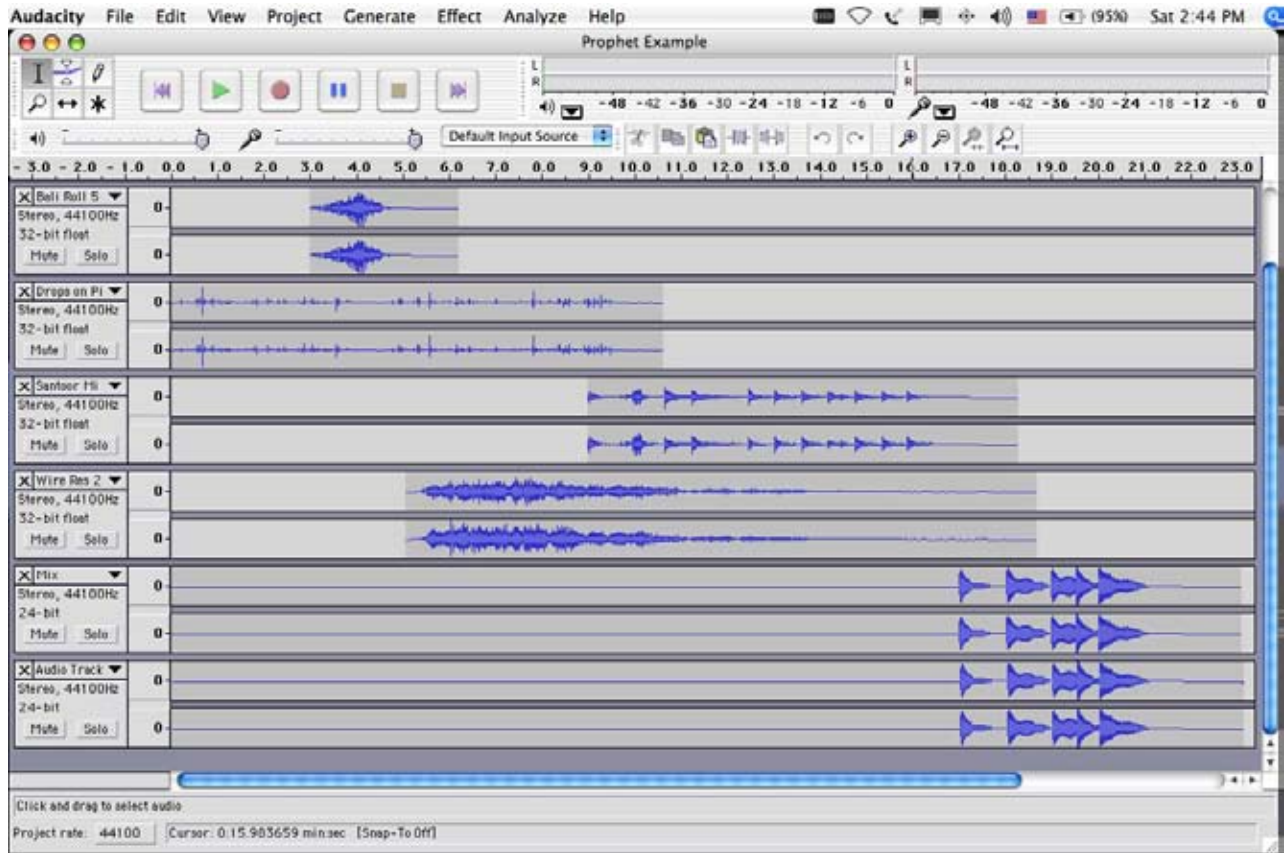 Audacity File Edit View Project Generate Effect Analyze Help (95%) Sat 2:44 PM
Prophet Example
L
R
-48 -42 -36 -30 -24 -18 -12 -6 0
L
R
-48 -42 -36 -30 -24 -18 -12 -6 0
Default Input Source
- 3.0 - 2.0 - 1.0 0.0 1.0 2.0 3.0 4.0 5.0 6.0 7.0 8.0 9.0 10.0 11.0 12.0 13.0 14.0 15.0 16.0 17.0 18.0 19.0 20.0 21.0 22.0 23.0
X Bali Roll 5
Stereo, 44100Hz
32-bit float
Mute Solo
0
0
X Drops on Pi
Stereo, 44100Hz
32-bit float
Mute Solo
0
0
X Santoor Mi
Stereo, 44100Hz
32-bit float
Mute Solo
0
0
X Wire Res 2
Stereo, 44100Hz
32-bit float
Mute Solo
0
0
X Mix
Stereo, 44100Hz
24-bit
Mute Solo
0
0
X Audio Track
Stereo, 44100Hz
24-bit
Mute Solo
0
0
Click and drag to select audio
Project rate: 44100 Cursor: 0:15.983659 min:sec [Snap-To Off]